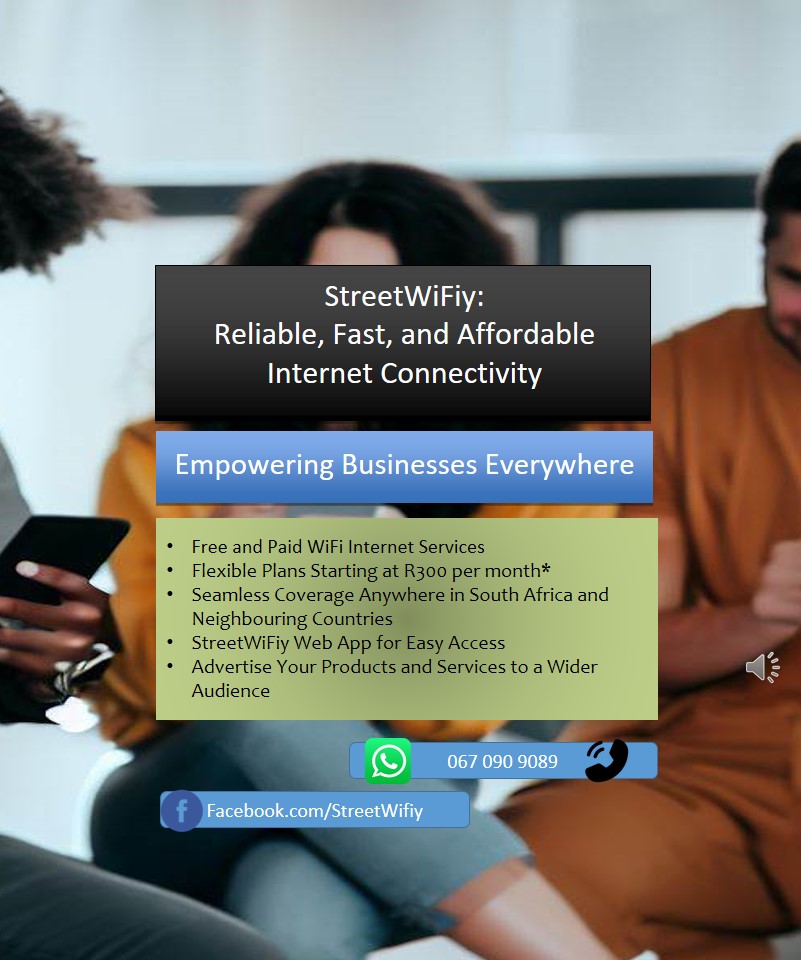 StreetWiFiy:
Reliable, Fast, and Affordable
Internet Connectivity
Empowering Businesses Everywhere
• Free and Paid WiFi Internet Services
• Flexible Plans Starting at R300 per month*
• Seamless Coverage Anywhere in South Africa and
Neighbouring Countries
• StreetWiFiy Web App for Easy Access
• Advertise Your Products and Services to a Wider
Audience
067 090 9089
Facebook.com/StreetWifiy